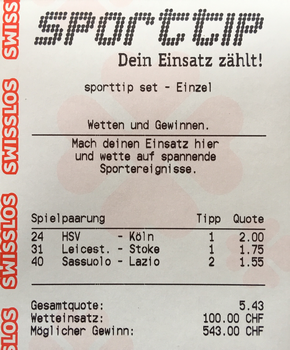 sporttip
Dein Einsatz zählt!
sporttip set - Einzel
Wetten und Gewinnen.
Mach deinen Einsatz hier
und wette auf spannende
Sportereignisse.
Spielpaarung Tipp Quote
24 HSV - Köln 1 2.00
31 Leicest. - Stoke 1 1.75
40 Sassuolo - Lazio 2 1.55
Gesamtquote: 5.43
Wetteinsatz: 100.00 CHF
Möglicher Gewinn: 543.00 CHF
SWISSLOS
SWISSLOS
SWISSLOS
SWISSLOS